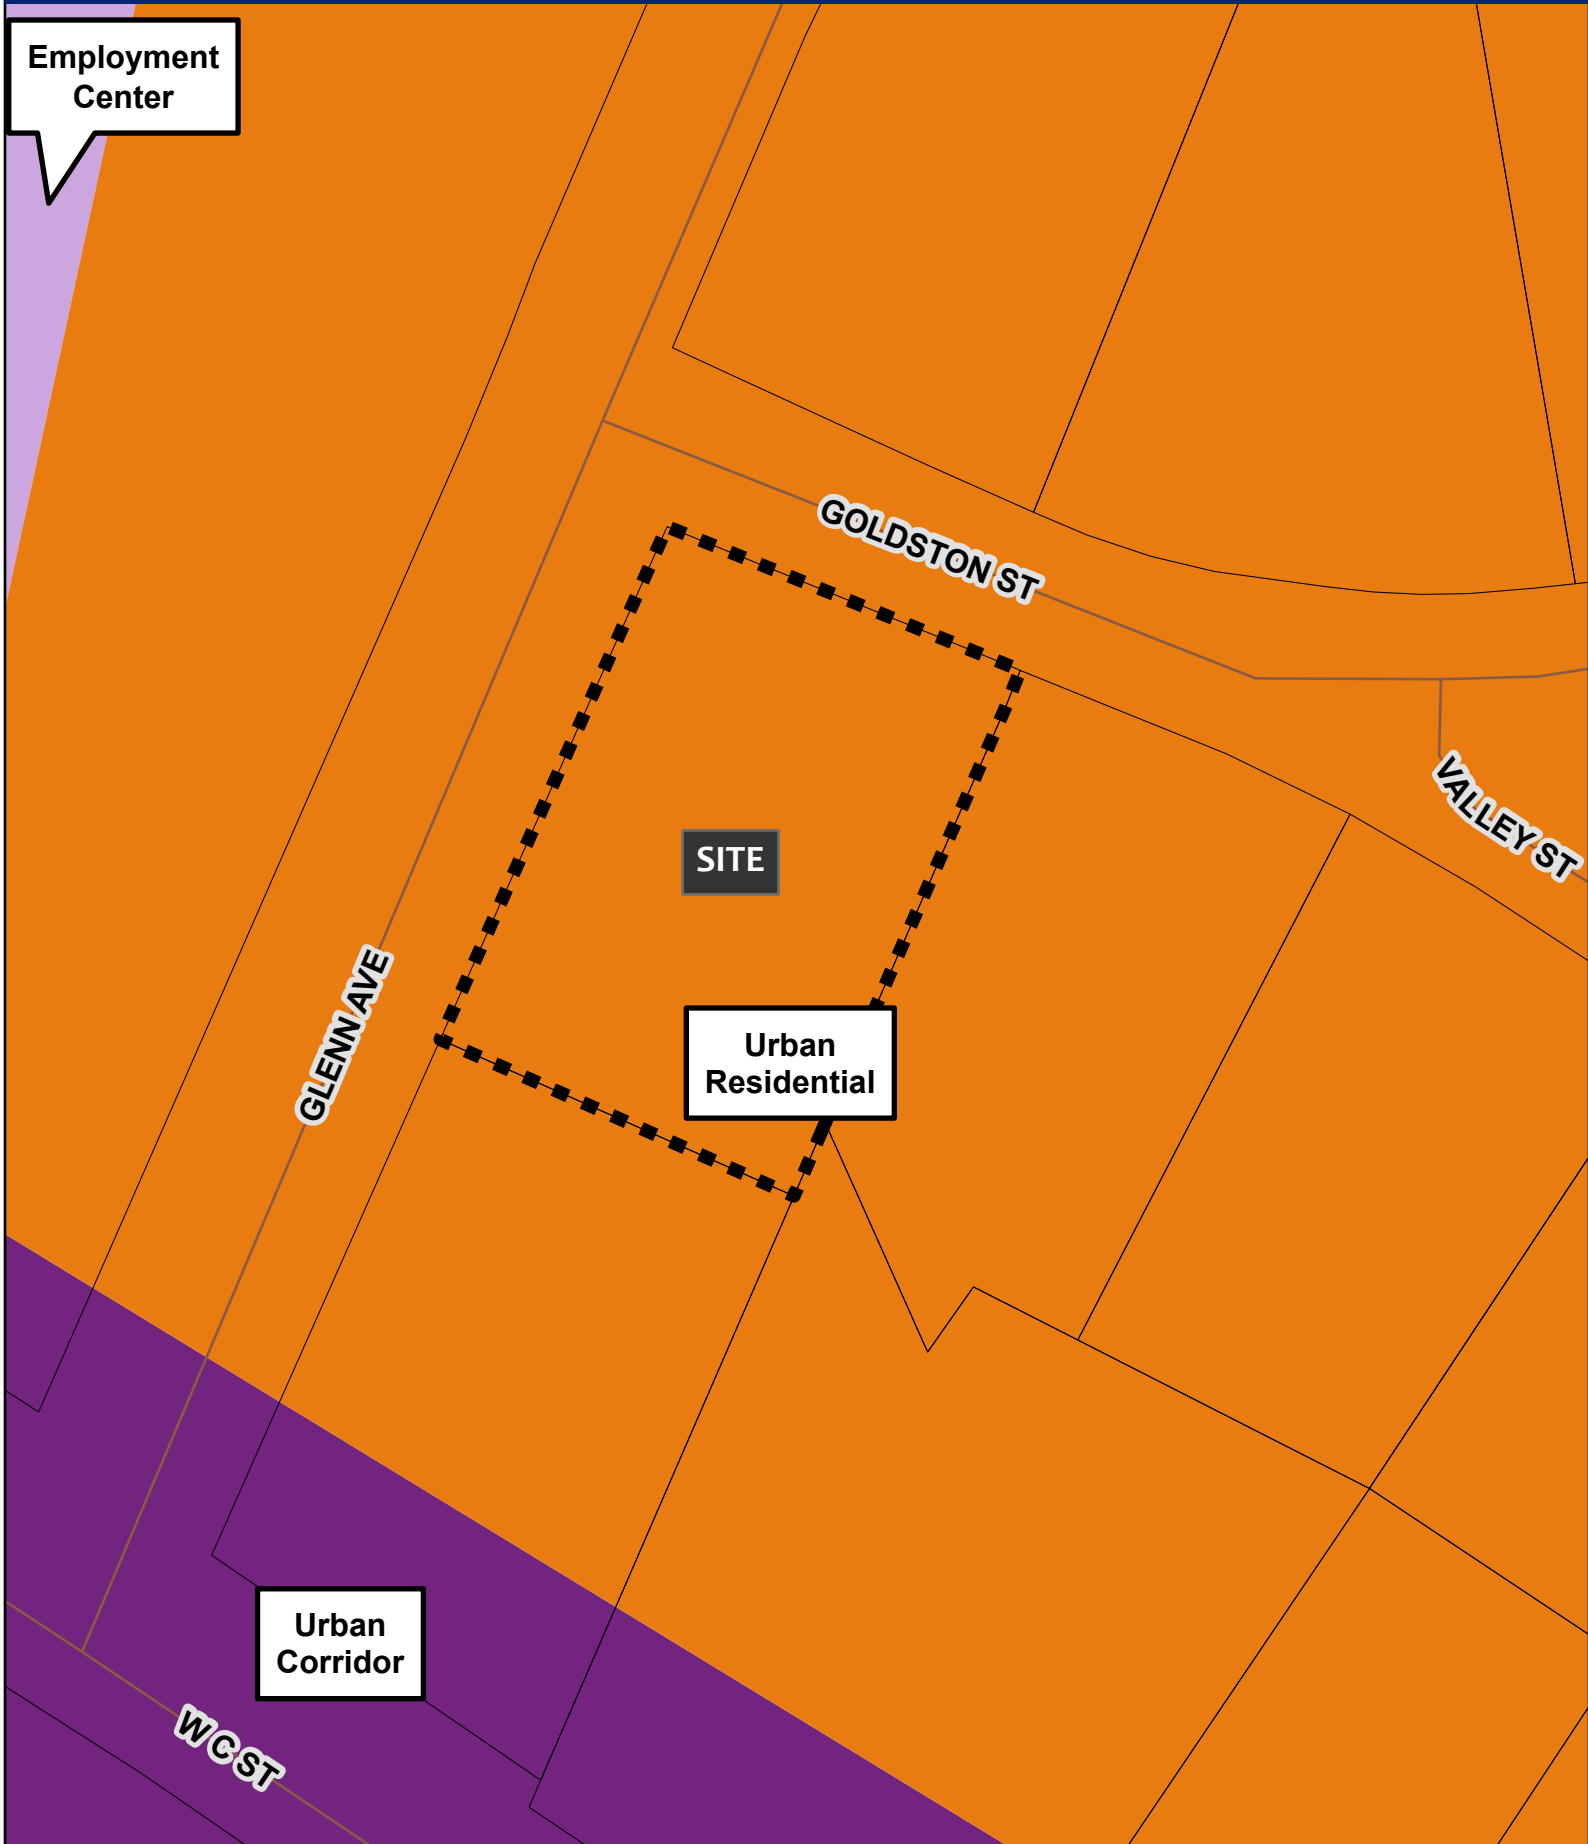 Employment
Center
GOLDSTON ST
VALLEY ST
SITE
GLENN AVE
Urban
Residential
Urban
Corridor
W C ST